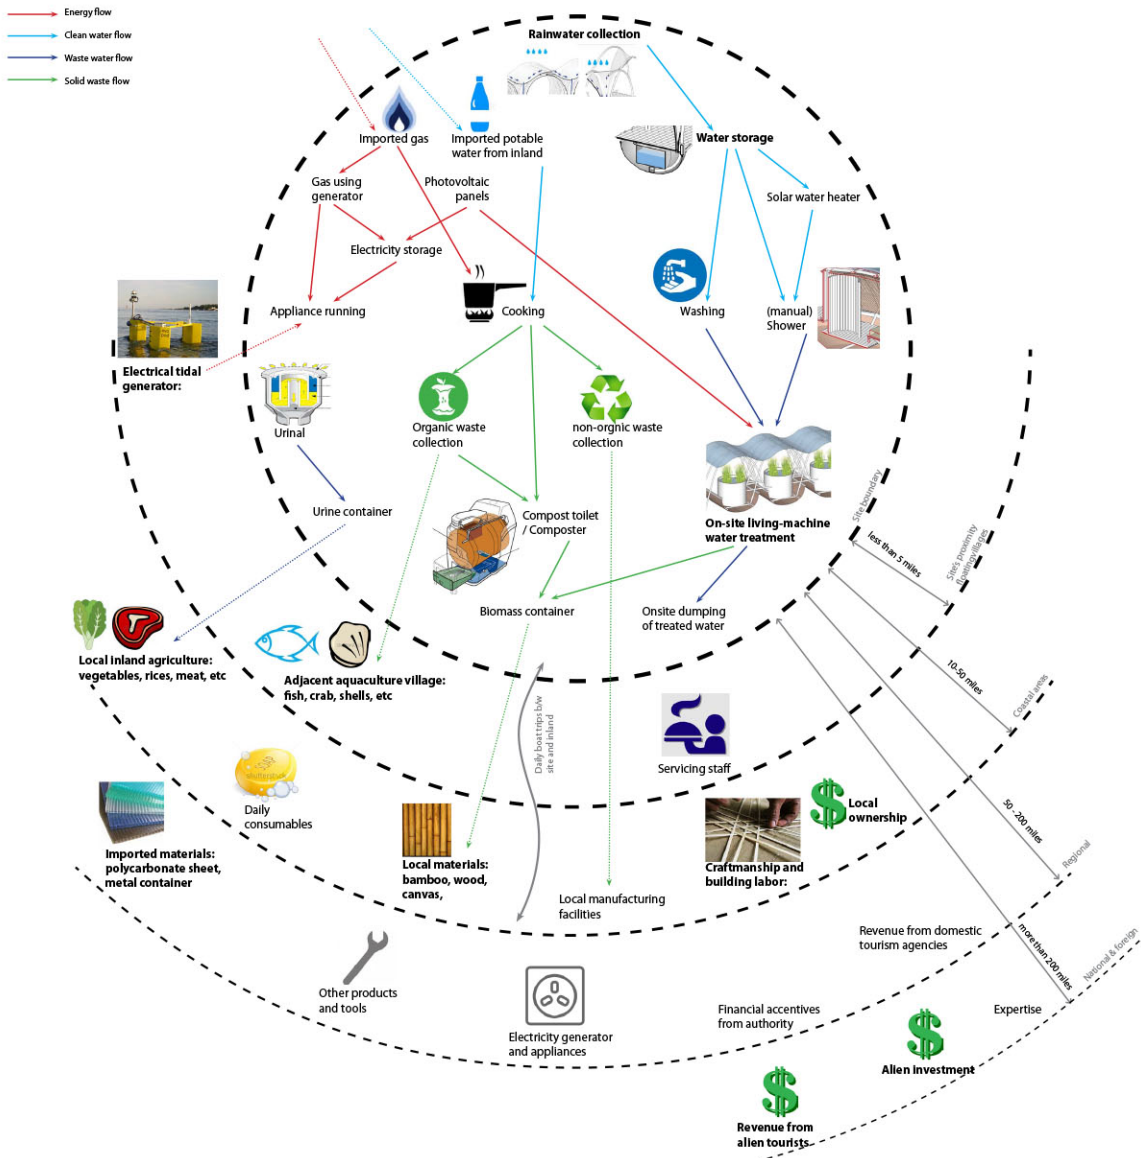 Energy flow
Clean water flow
Waste water flow
Solid waste flow
Rainwater collection
Imported gas
Imported potable
water from inland
Water storage
Gas using
generator
Photovoltaic
panels
Solar water heater
Electricity storage
Appliance running
Cooking
Washing
(manual)
Shower
Electrical tidal
generator:
Urinal
Organic waste
collection
non-orgnic waste
collection
Urine container
Compost toilet
/ Composter
On-site living-machine
water treatment
Site boundary
less than 5 miles
Site's proximity
floating villages
Biomass container
Onsite dumping
of treated water
Local inland agriculture:
vegetables, rices, meat, etc
Adjacent aquaculture village:
fish, crab, shells, etc
10-50 miles
Coastal areas
Daily boat trips b/w
site and inland
Servicing staff
SOAP
shutterstock
Daily
consumables
Imported materials:
polycarbonate sheet,
metal container
Local materials:
bamboo, wood,
canvas,
Craftmanship and
building labor:
Local
ownership
50 - 200 miles
Regional
Local manufacturing
facilities
Revenue from domestic
tourism agencies
more than 200 miles
National & foreign
Other products
and tools
Electricity generator
and appliances
Financial accentives
from authority
Expertise
Alien investment
Revenue from
alien tourists